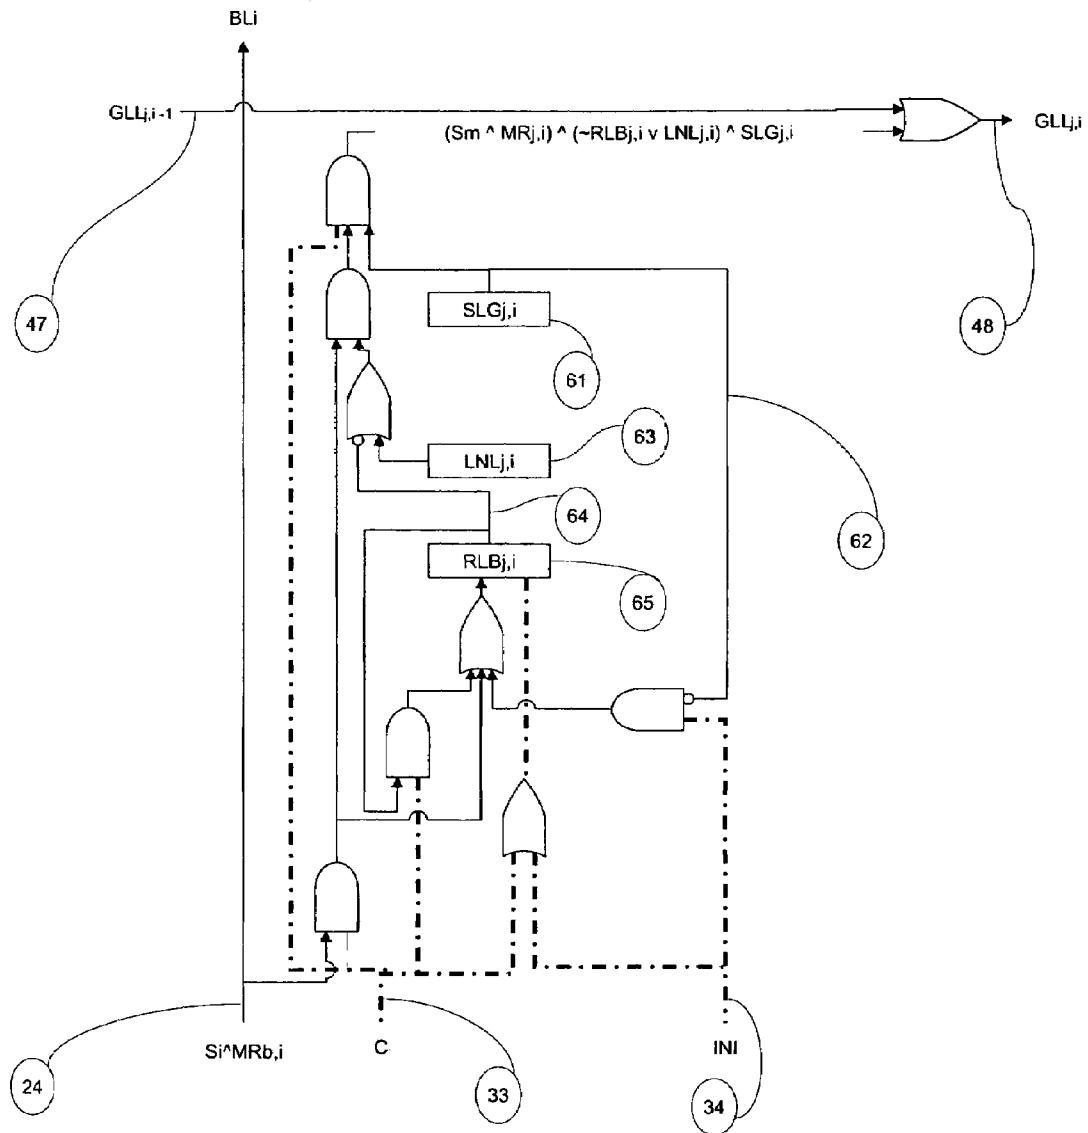 BLi
GLLj,i -1
(Sm ^ MRj,i) ^ (~RLBj,i v LNLj,i) ^ SLGj,i
GLLj,i
47
SLGj,i
48
61
63
LNLj,i
64
62
RLBj,i
65
Si^MRb,i
C
INI
24
33
34